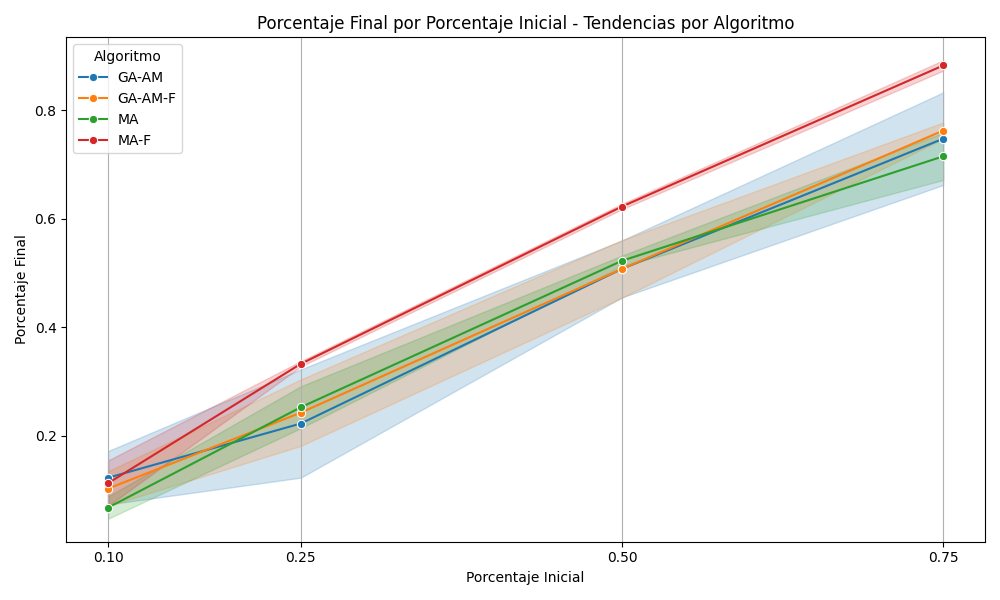 Porcentaje Final por Porcentaje Inicial - Tendencias por Algoritmo
Algoritmo
GA-AM
GA-AM-F
MA
MA-F
0.8
0.6
0.4
0.2
Porcentaje Final
0.10 0.25 0.50 0.75
Porcentaje Inicial